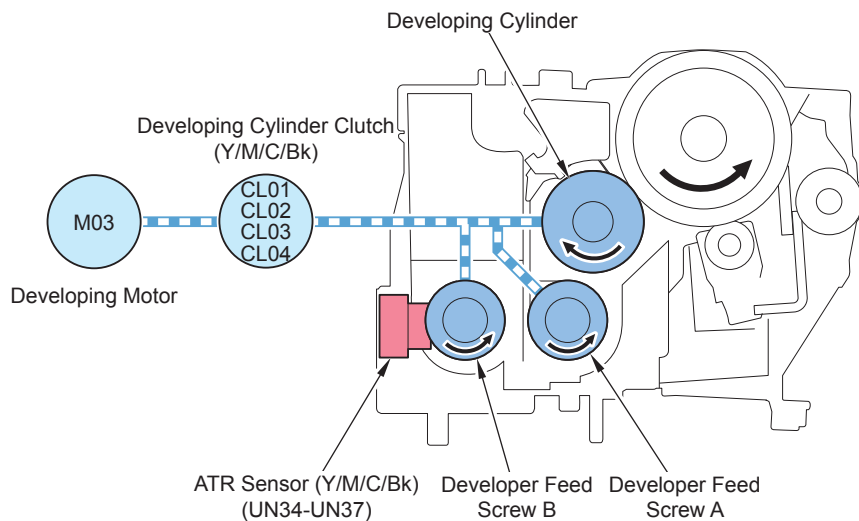 Developing Cylinder
Developing Cylinder Clutch
(Y/M/C/Bk)
M03
CL01
CL02
CL03
CL04
Developing Motor
ATR Sensor (Y/M/C/Bk)
(UN34-UN37)
Developer Feed
Screw B
Developer Feed
Screw A